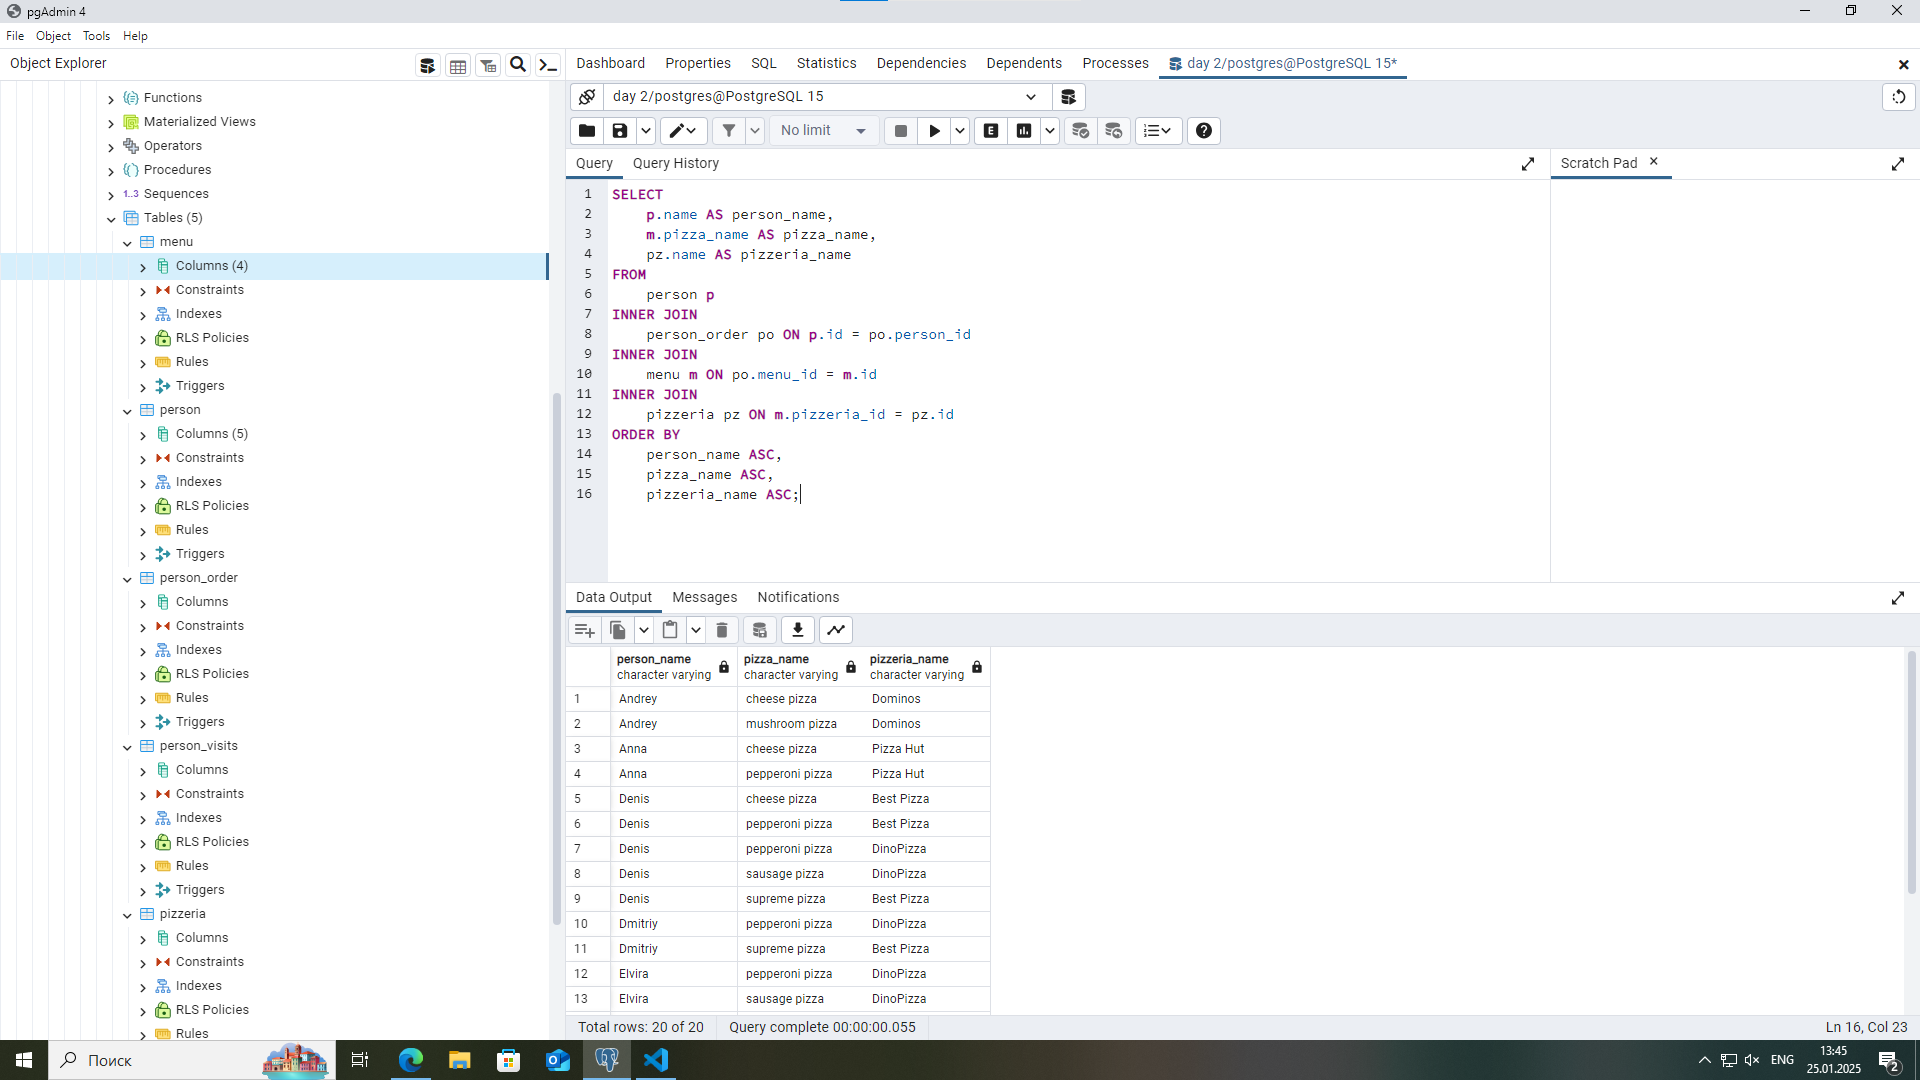 pgAdmin 4
File Object Tools Help
Object Explorer
Dashboard Properties SQL Statistics Dependencies Dependents Processes day 2/postgres@PostgreSQL 15*
Functions
Materialized Views
Operators
Procedures
1..3 Sequences
Tables (5)
menu
Columns (4)
Constraints
Indexes
RLS Policies
Rules
Triggers
person
Columns (5)
Constraints
Indexes
RLS Policies
Rules
Triggers
person_order
Columns
Constraints
Indexes
RLS Policies
Rules
Triggers
person_visits
Columns
Constraints
Indexes
RLS Policies
Rules
Triggers
pizzeria
Columns
Constraints
Indexes
RLS Policies
Rules
day 2/postgres@PostgreSQL 15
No limit
E
Query Query History
Scratch Pad
1 SELECT
2 p.name AS person_name,
3 m.pizza_name AS pizza_name,
4 pz.name AS pizzeria_name
5 FROM
6 person p
7 INNER JOIN
8 person_order po ON p.id = po.person_id
9 INNER JOIN
10 menu m ON po.menu_id = m.id
11 INNER JOIN
12 pizzeria pz ON m.pizzeria_id = pz.id
13 ORDER BY
14 person_name ASC,
15 pizza_name ASC,
16 pizzeria_name ASC;
Data Output Messages Notifications
person_name pizza_name pizzeria_name
character varying character varying character varying
1 Andrey cheese pizza Dominos
2 Andrey mushroom pizza Dominos
3 Anna cheese pizza Pizza Hut
4 Anna pepperoni pizza Pizza Hut
5 Denis cheese pizza Best Pizza
6 Denis pepperoni pizza Best Pizza
7 Denis pepperoni pizza DinoPizza
8 Denis sausage pizza DinoPizza
9 Denis supreme pizza Best Pizza
10 Dmitriy pepperoni pizza DinoPizza
11 Dmitriy supreme pizza Best Pizza
12 Elvira pepperoni pizza DinoPizza
13 Elvira sausage pizza DinoPizza
Total rows: 20 of 20 Query complete 00:00:00.055 Ln 16, Col 23
Поиск
ENG
13:45
25.01.2025
2